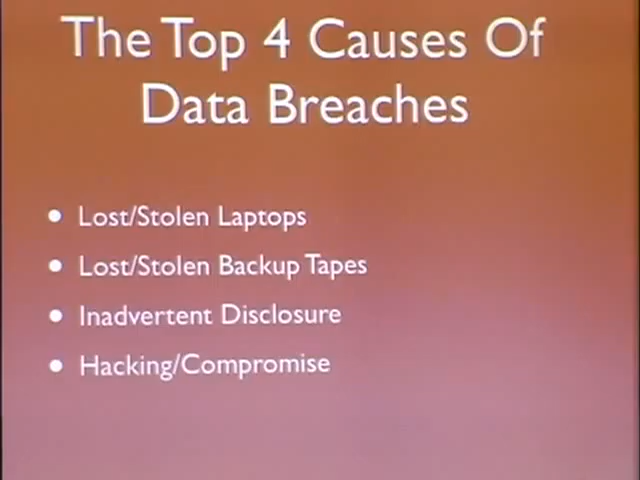 The Top 4 Causes Of
Data Breaches
• Lost/Stolen Laptops
• Lost/Stolen Backup Tapes
• Inadvertent Disclosure
• Hacking/Compromise